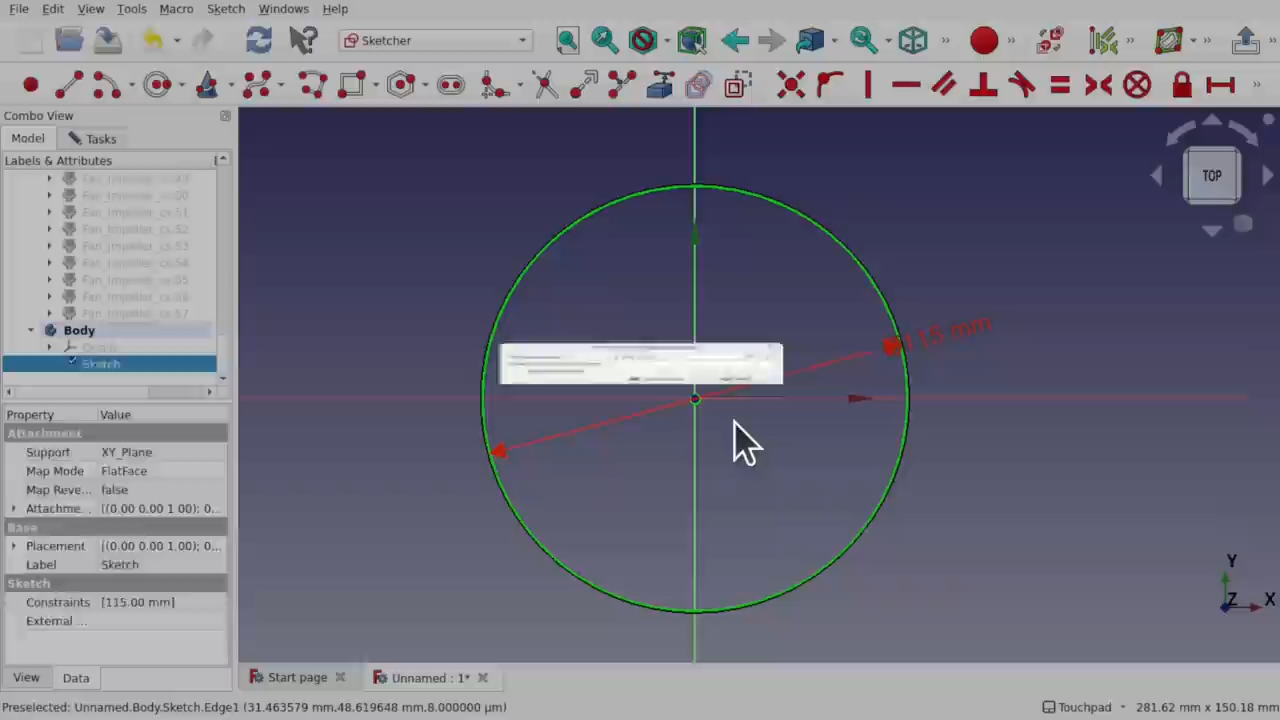 File Edit View Tools Macro Sketch Windows Help
Sketcher
Combo View
Model Tasks
Labels & Attributes
Body
Sketch
Property Value
Attachment
Support XY_Plane
Map Mode FlatFace
Map Reve... false
Attachme... [(0.00 0.00 1.00); 0...
Base
Placement [(0.00 0.00 1.00); 0...
Label Sketch
Sketch
Constraints [115.00 mm]
External ...
View Data
TOP
115 mm
Y
Z X
Start page Unnamed : 1*
Preselected: Unnamed.Body.Sketch.Edge1 (31.463579 mm,48.619648 mm,8.000000 µm) Touchpad 281.62 mm x 150.18 mm